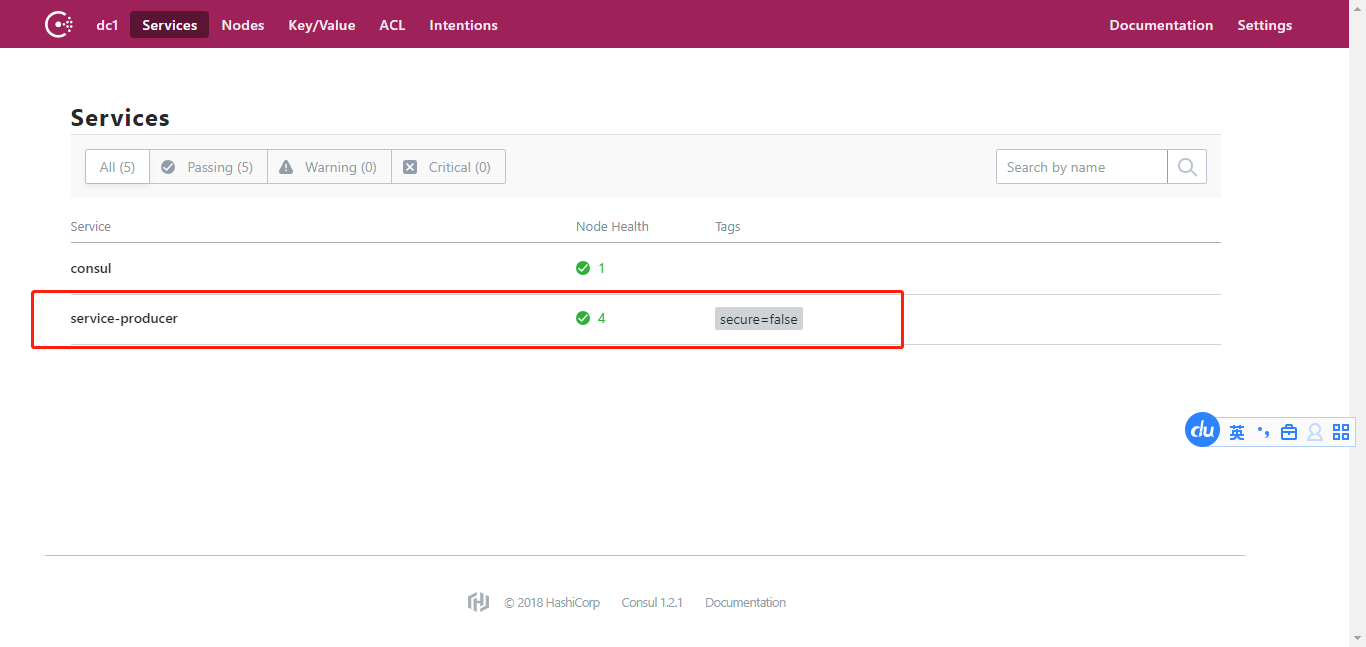 dc1 Services Nodes Key/Value ACL Intentions Documentation Settings
Services
All (5) Passing (5) Warning (0) Critical (0) Search by name
Service Node Health Tags
consul 1
service-producer 4 secure=false
du 英 •,
© 2018 HashiCorp Consul 1.2.1 Documentation